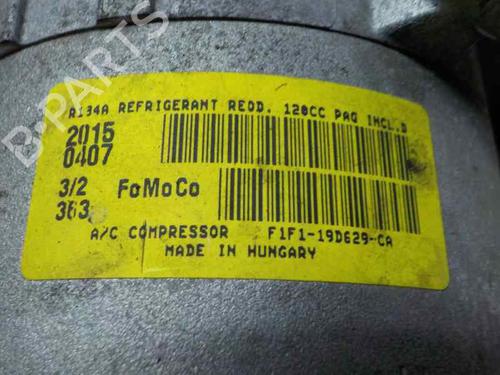 B-PARTS
R134A REFRIGERANT REQD. 120CC PAG INCL.D
2015
0407
3/2 FoMoCo
363
A/C COMPRESSOR F1F1-19D629-CA
MADE IN HUNGARY